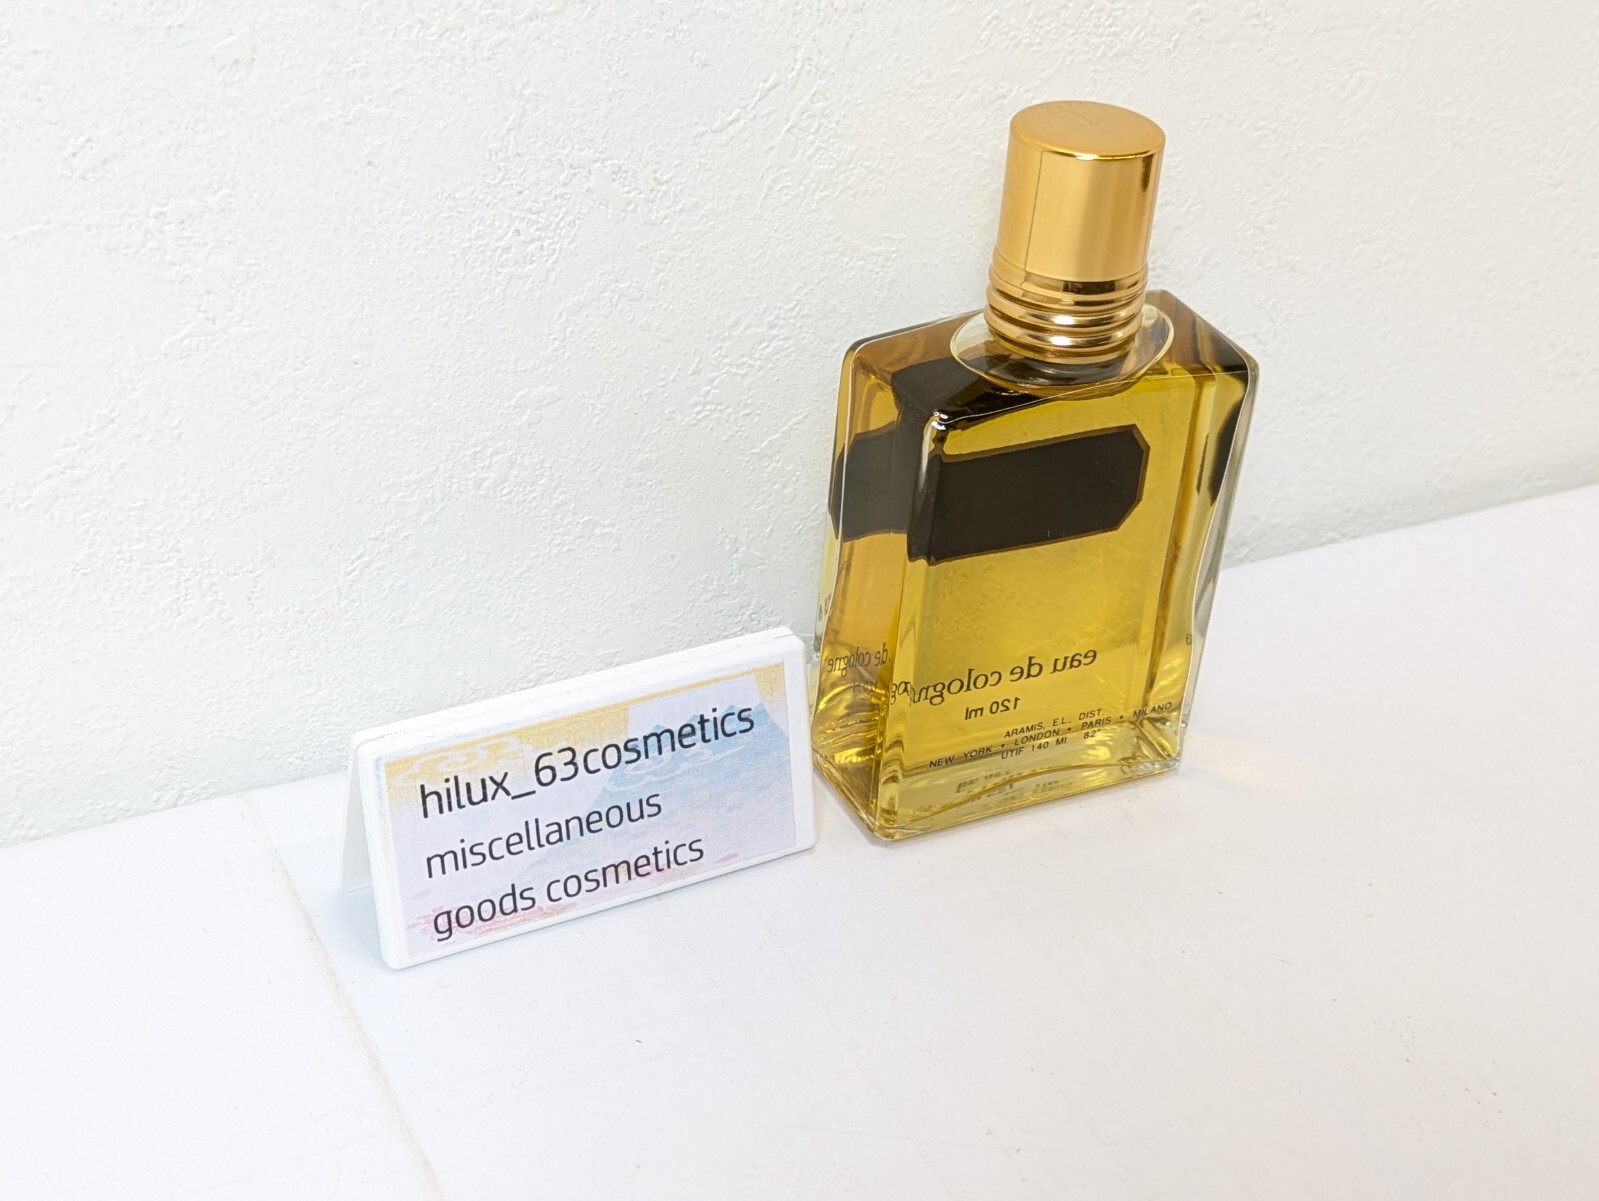 hilux_63cosmetics
miscellaneous
goods cosmetics
eau de cologne
120 ml
ARAMIS, E.L. DIST.
NEW YORK • LONDON • PARIS • MILANO
UTIF 140 MI 82°
de cologne